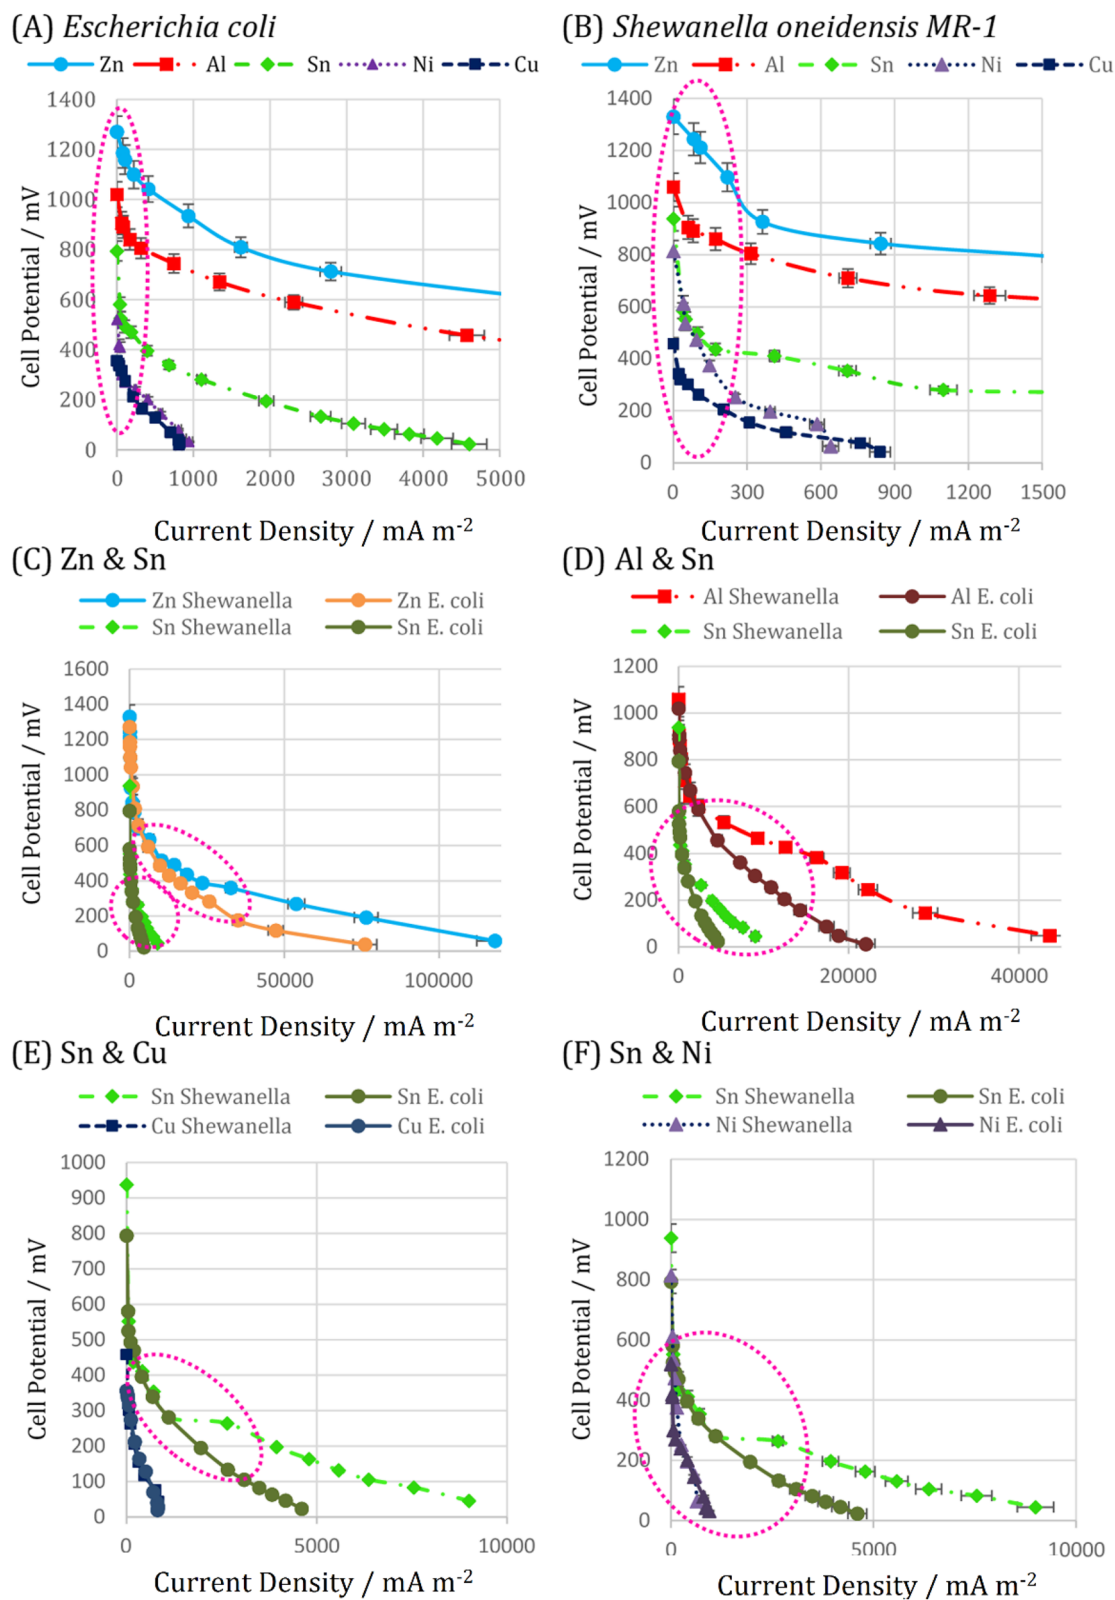 (A) Escherichia coli
Zn Al Sn Ni Cu
1400
1200
1000
800
600
400
200
0
0 1000 2000 3000 4000 5000
Cell Potential / mV
Current Density / mA m-2
(B) Shewanella oneidensis MR-1
Zn Al Sn Ni Cu
1400
1200
1000
800
600
400
200
0
0 300 600 900 1200 1500
Cell Potential / mV
Current Density / mA m-2
(C) Zn & Sn
Zn Shewanella Zn E. coli
Sn Shewanella Sn E. coli
1600
1400
1200
1000
800
600
400
200
0
0 50000 100000
Cell Potential / mV
Current Density / mA m-2
(D) Al & Sn
Al Shewanella Al E. coli
Sn Shewanella Sn E. coli
1200
1000
800
600
400
200
0
0 20000 40000
Cell Potential / mV
Current Density / mA m-2
(E) Sn & Cu
Sn Shewanella Sn E. coli
Cu Shewanella Cu E. coli
1000
900
800
700
600
500
400
300
200
100
0
0 5000 10000
Cell Potential / mV
Current Density / mA m-2
(F) Sn & Ni
Sn Shewanella Sn E. coli
Ni Shewanella Ni E. coli
1200
1000
800
600
400
200
0
0 5000 10000
Cell Potential / mV
Current Density / mA m-2